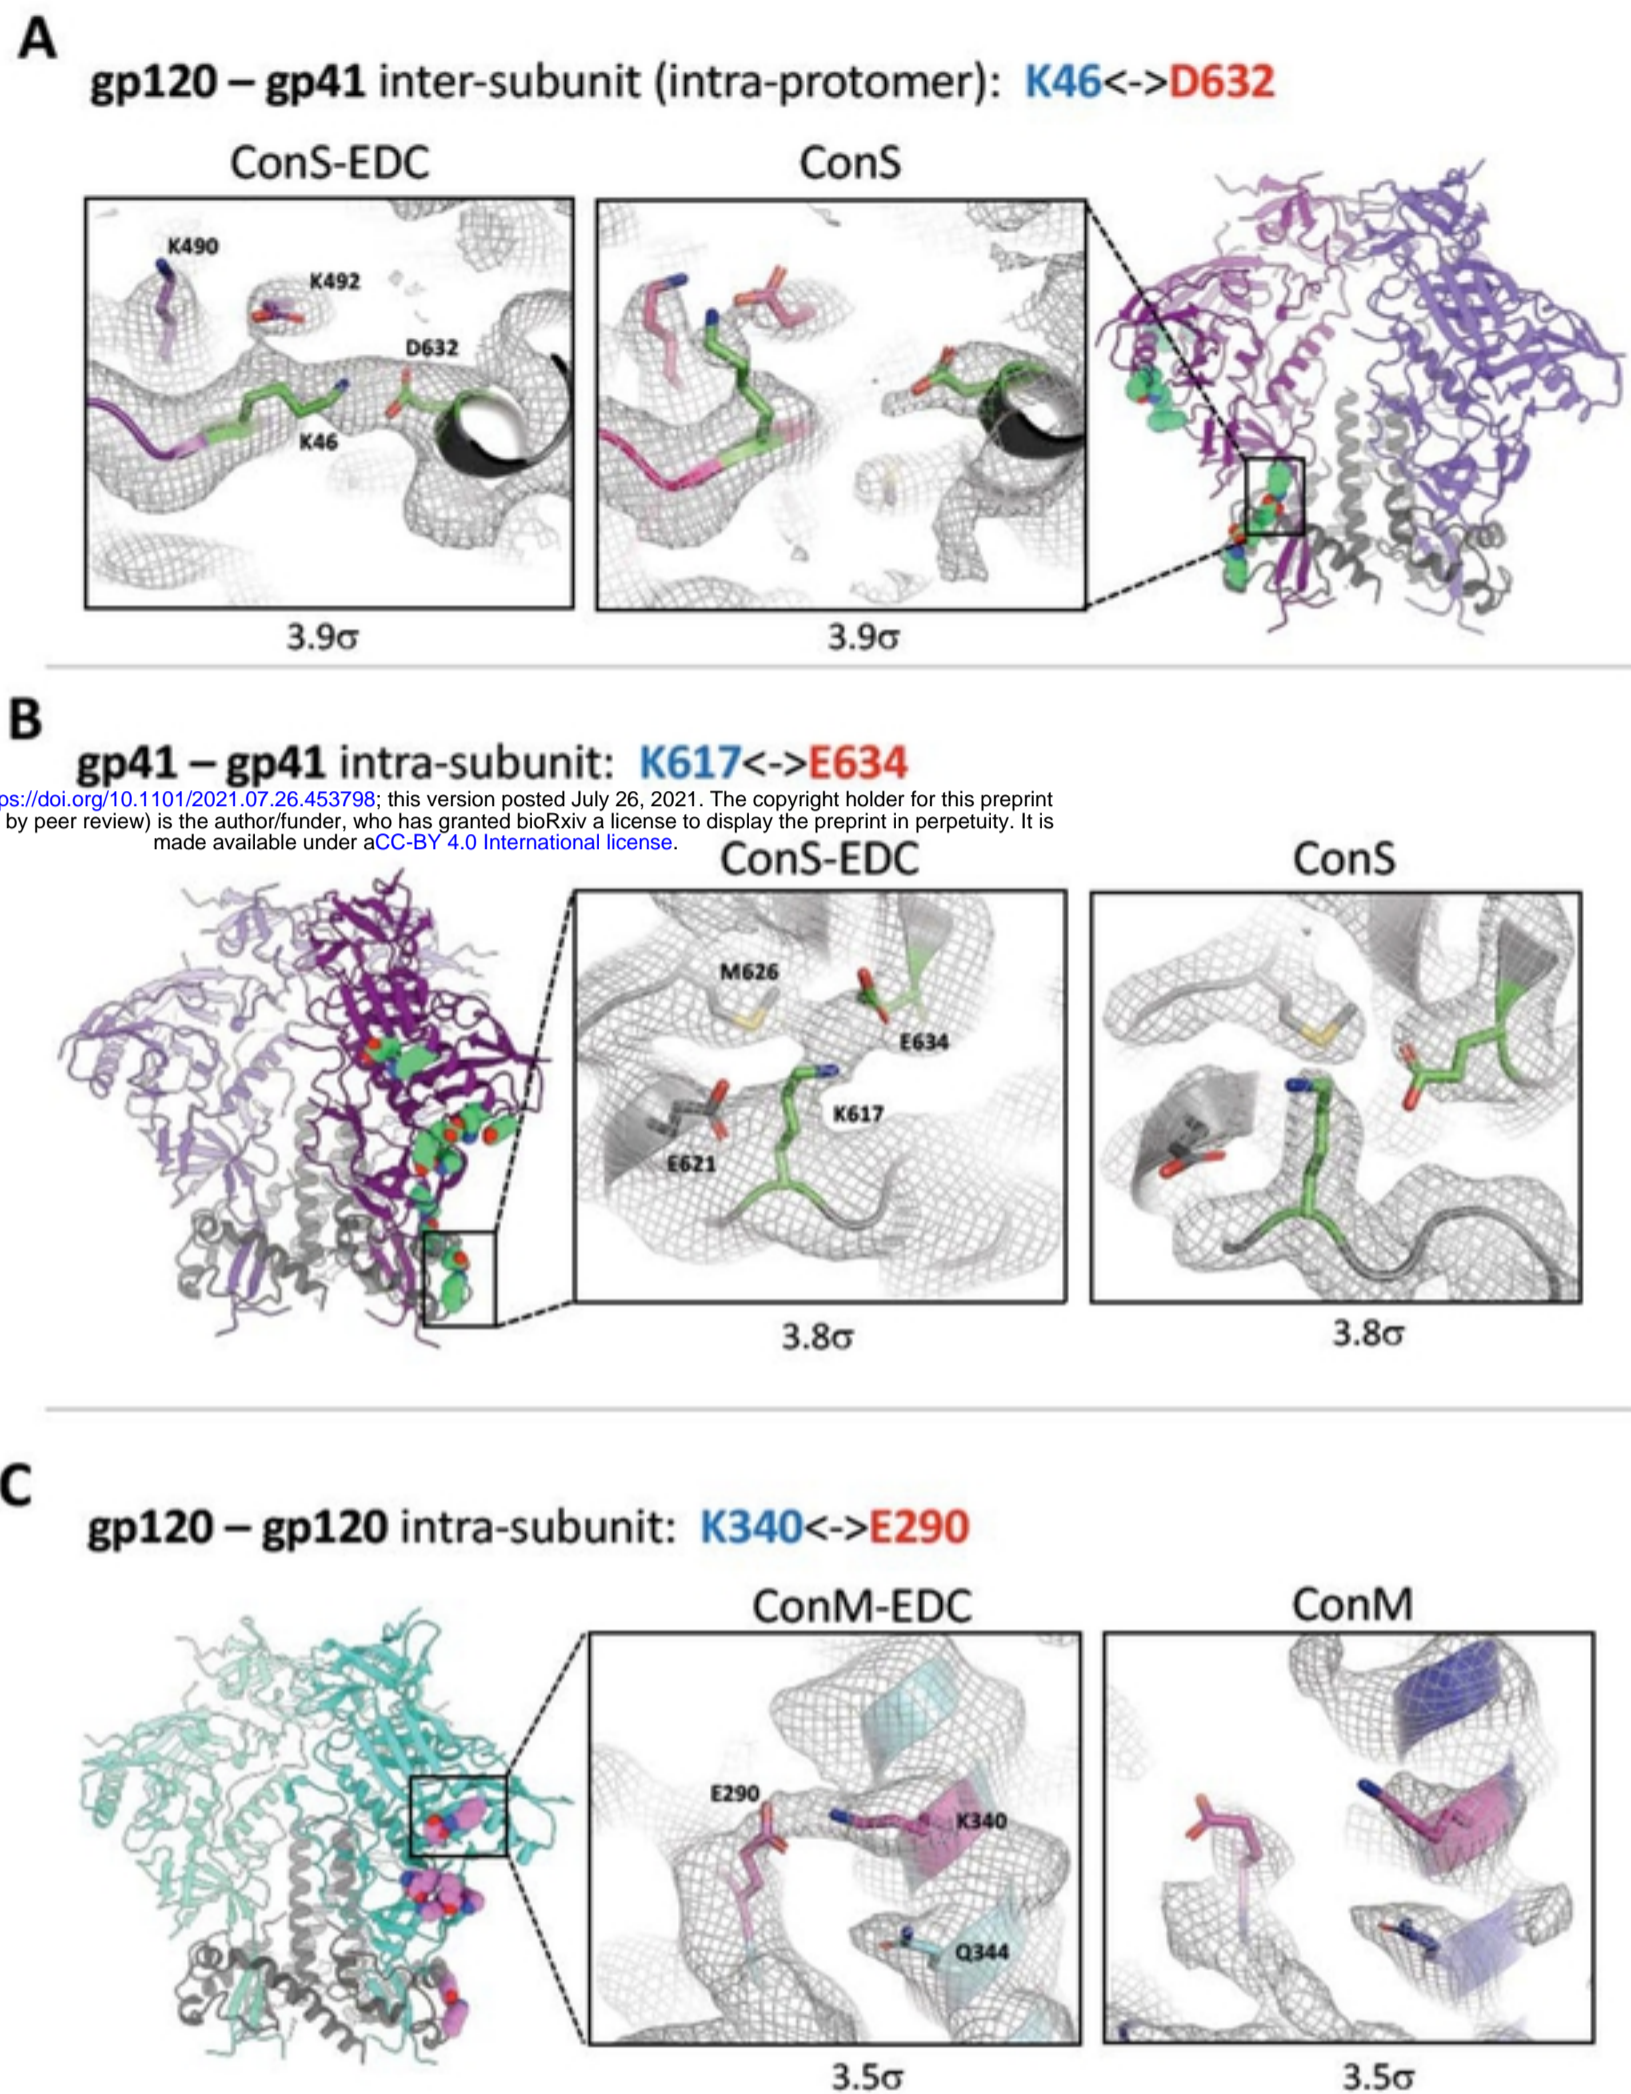 A
gp120 – gp41 inter-subunit (intra-protomer): K46<->D632
ConS-EDC
ConS
K490
K492
D632
K46
3.9σ
3.9σ
B
gp41 – gp41 intra-subunit: K617<->E634
ps://doi.org/10.1101/2021.07.26.453798; this version posted July 26, 2021. The copyright holder for this preprint
by peer review) is the author/funder, who has granted bioRxiv a license to display the preprint in perpetuity. It is
made available under aCC-BY 4.0 International license.
ConS-EDC
ConS
M626
E634
K617
E621
3.8σ
3.8σ
C
gp120 – gp120 intra-subunit: K340<->E290
ConM-EDC
ConM
E290
K340
Q344
3.5σ
3.5σ